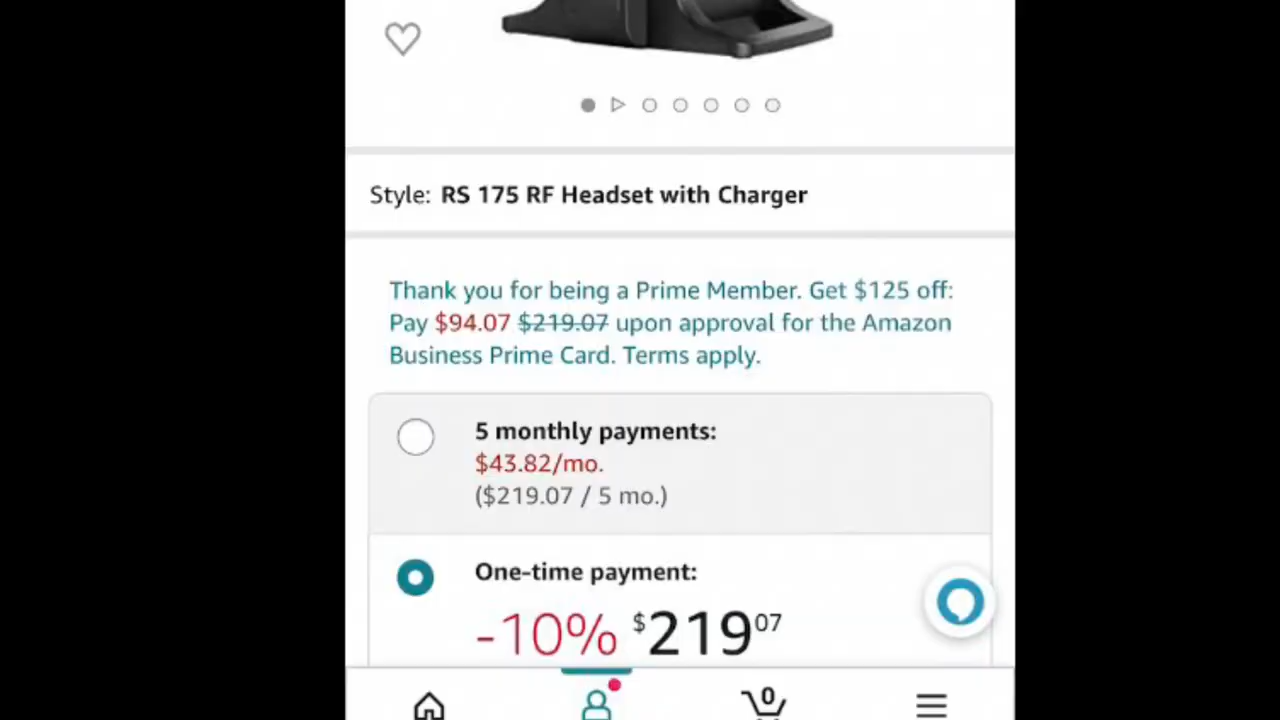 Style: RS 175 RF Headset with Charger
Thank you for being a Prime Member. Get $125 off:
Pay $94.07 $219.07 upon approval for the Amazon
Business Prime Card. Terms apply.
5 monthly payments:
$43.82/mo.
($219.07 / 5 mo.)
One-time payment:
-10% $21907
0